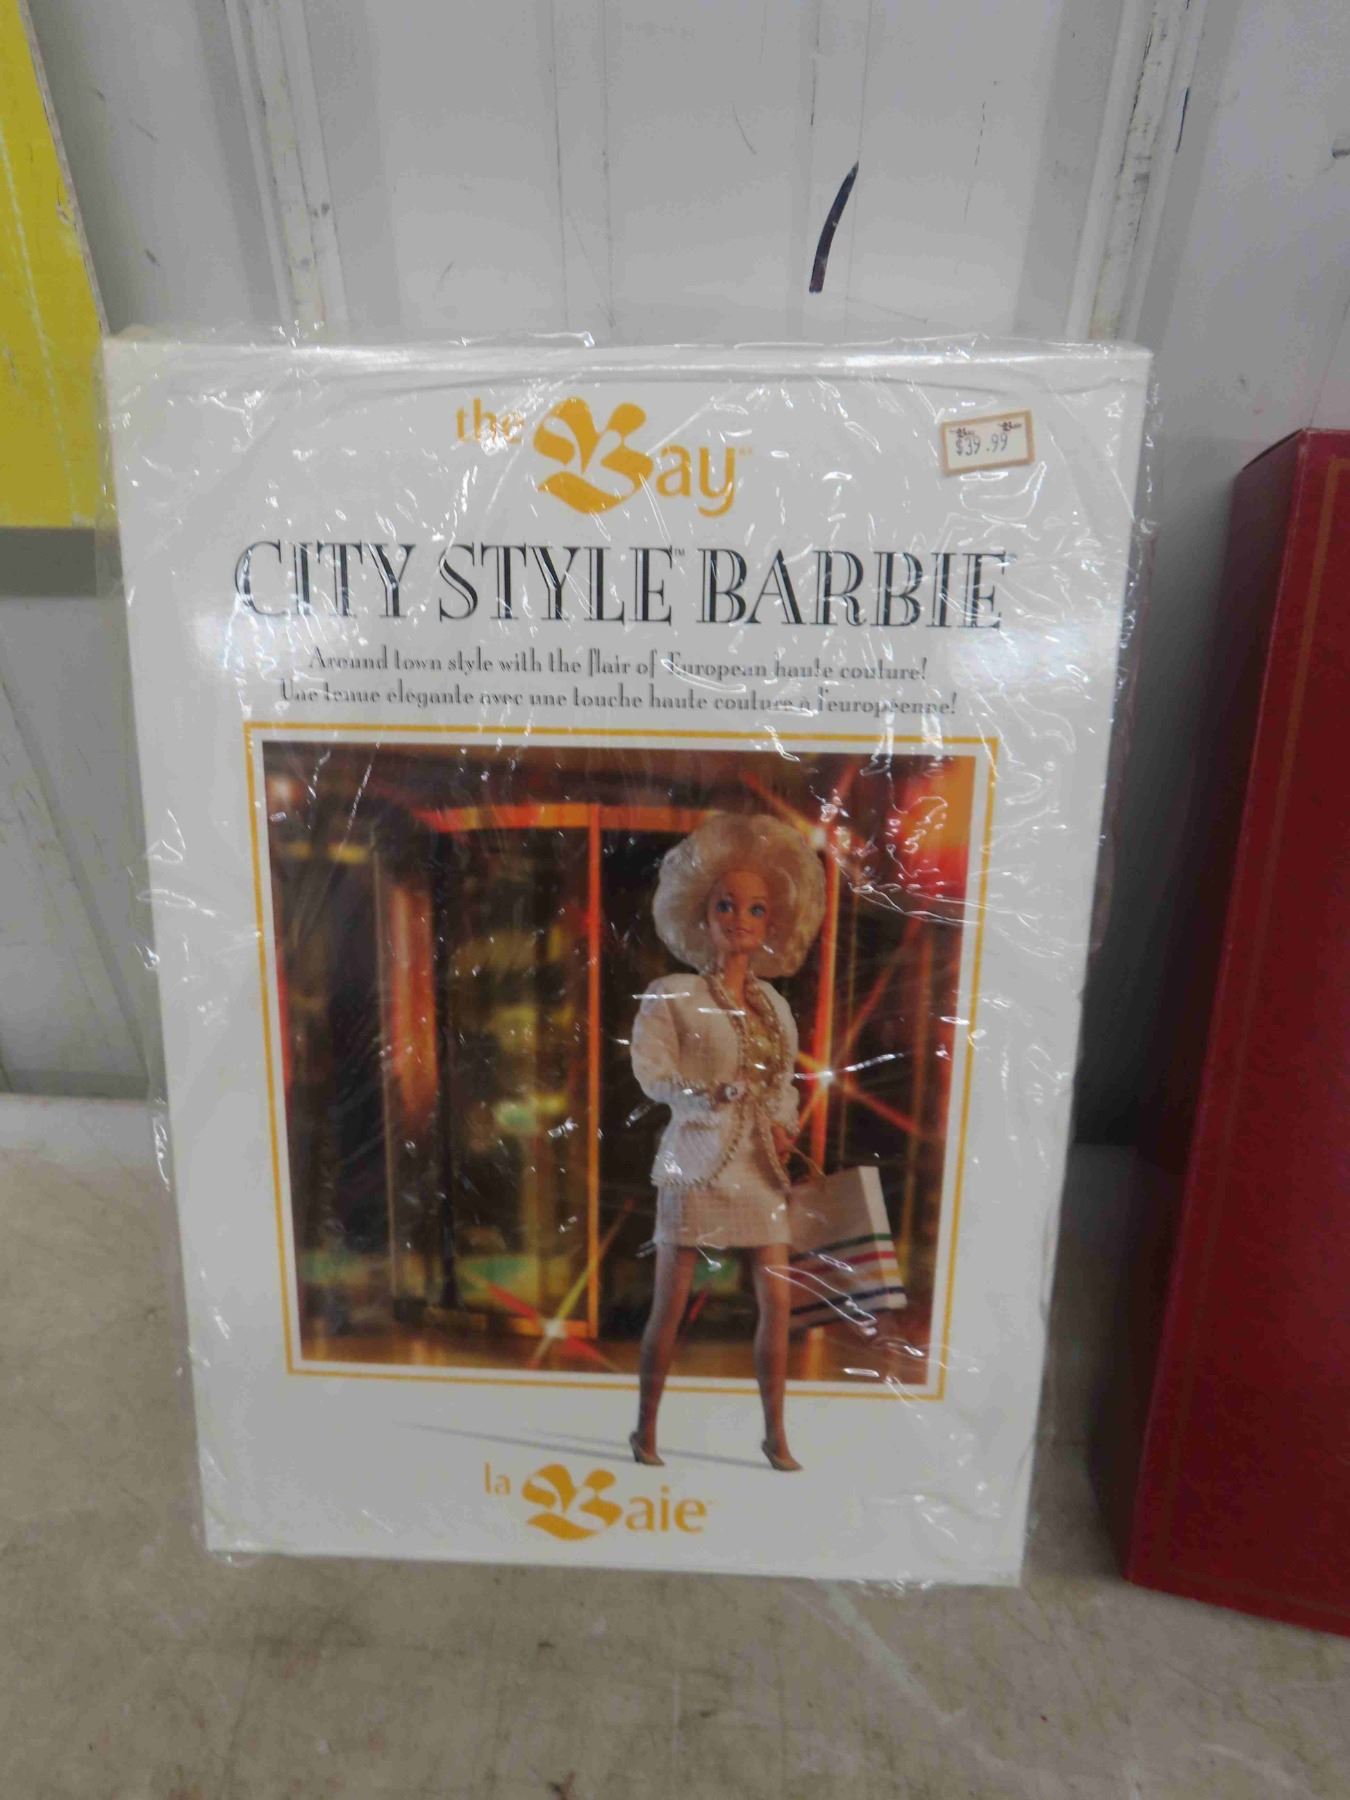 the Bay
$39.99
CITY STYLE™ BARBIE
Around town style with the flair of European haute couture!
Une tenue élégante avec une touche haute couture à l'européenne!
la Baie